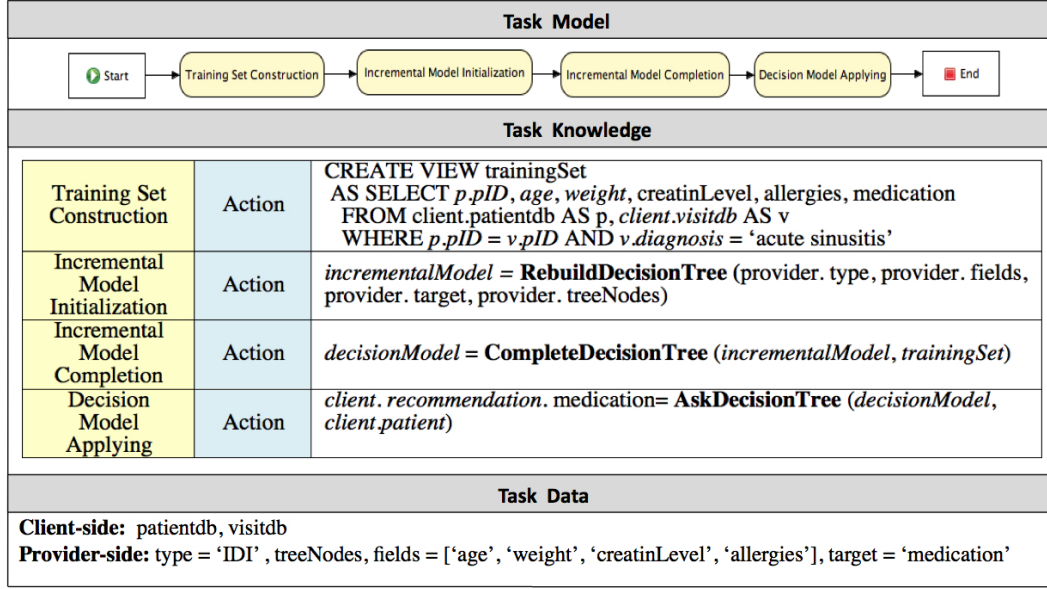 Task Model
Start
Training Set Construction
Incremental Model Initialization
Incremental Model Completion
Decision Model Applying
End
Task Knowledge
Training Set
Construction
Action
CREATE VIEW trainingSet
AS SELECT p.pID, age, weight, creatinLevel, allergies, medication
FROM client.patientdb AS p, client.visitdb AS v
WHERE p.pID = v.pID AND v.diagnosis = ‘acute sinusitis’
Incremental
Model
Initialization
Action
incrementalModel = RebuildDecisionTree (provider. type, provider. fields,
provider. target, provider. treeNodes)
Incremental
Model
Completion
Action
decisionModel = CompleteDecisionTree (incrementalModel, trainingSet)
Decision
Model
Applying
Action
client. recommendation. medication= AskDecisionTree (decisionModel,
client.patient)
Task Data
Client-side: patientdb, visitdb
Provider-side: type = ‘IDI’ , treeNodes, fields = [‘age’, ‘weight’, ‘creatinLevel’, ‘allergies’], target = ‘medication’